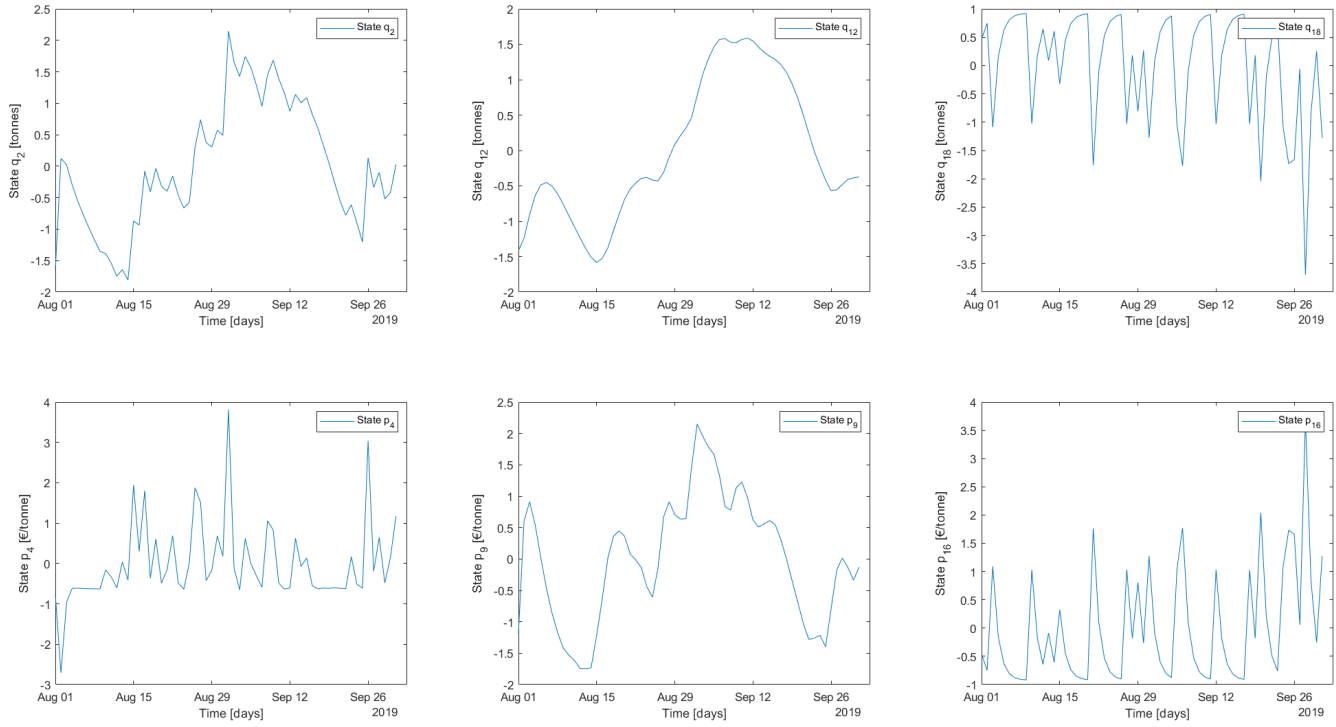 2.5
2
1.5
1
0.5
0
-0.5
-1
-1.5
-2
State q2 [tonnes]
State q2
Aug 01 Aug 15 Aug 29 Sep 12 Sep 26
Time [days] 2019
2
1.5
1
0.5
0
-0.5
-1
-1.5
-2
State q12 [tonnes]
State q12
Aug 01 Aug 15 Aug 29 Sep 12 Sep 26
Time [days] 2019
1
0.5
0
-0.5
-1
-1.5
-2
-2.5
-3
-3.5
-4
State q18 [tonnes]
State q18
Aug 01 Aug 15 Aug 29 Sep 12 Sep 26
Time [days] 2019
4
3
2
1
0
-1
-2
-3
State p4 [€/tonne]
State p4
Aug 01 Aug 15 Aug 29 Sep 12 Sep 26
Time [days] 2019
2.5
2
1.5
1
0.5
0
-0.5
-1
-1.5
-2
State p9 [€/tonne]
State p9
Aug 01 Aug 15 Aug 29 Sep 12 Sep 26
Time [days] 2019
4
3.5
3
2.5
2
1.5
1
0.5
0
-0.5
-1
State p16 [€/tonne]
State p16
Aug 01 Aug 15 Aug 29 Sep 12 Sep 26
Time [days] 2019